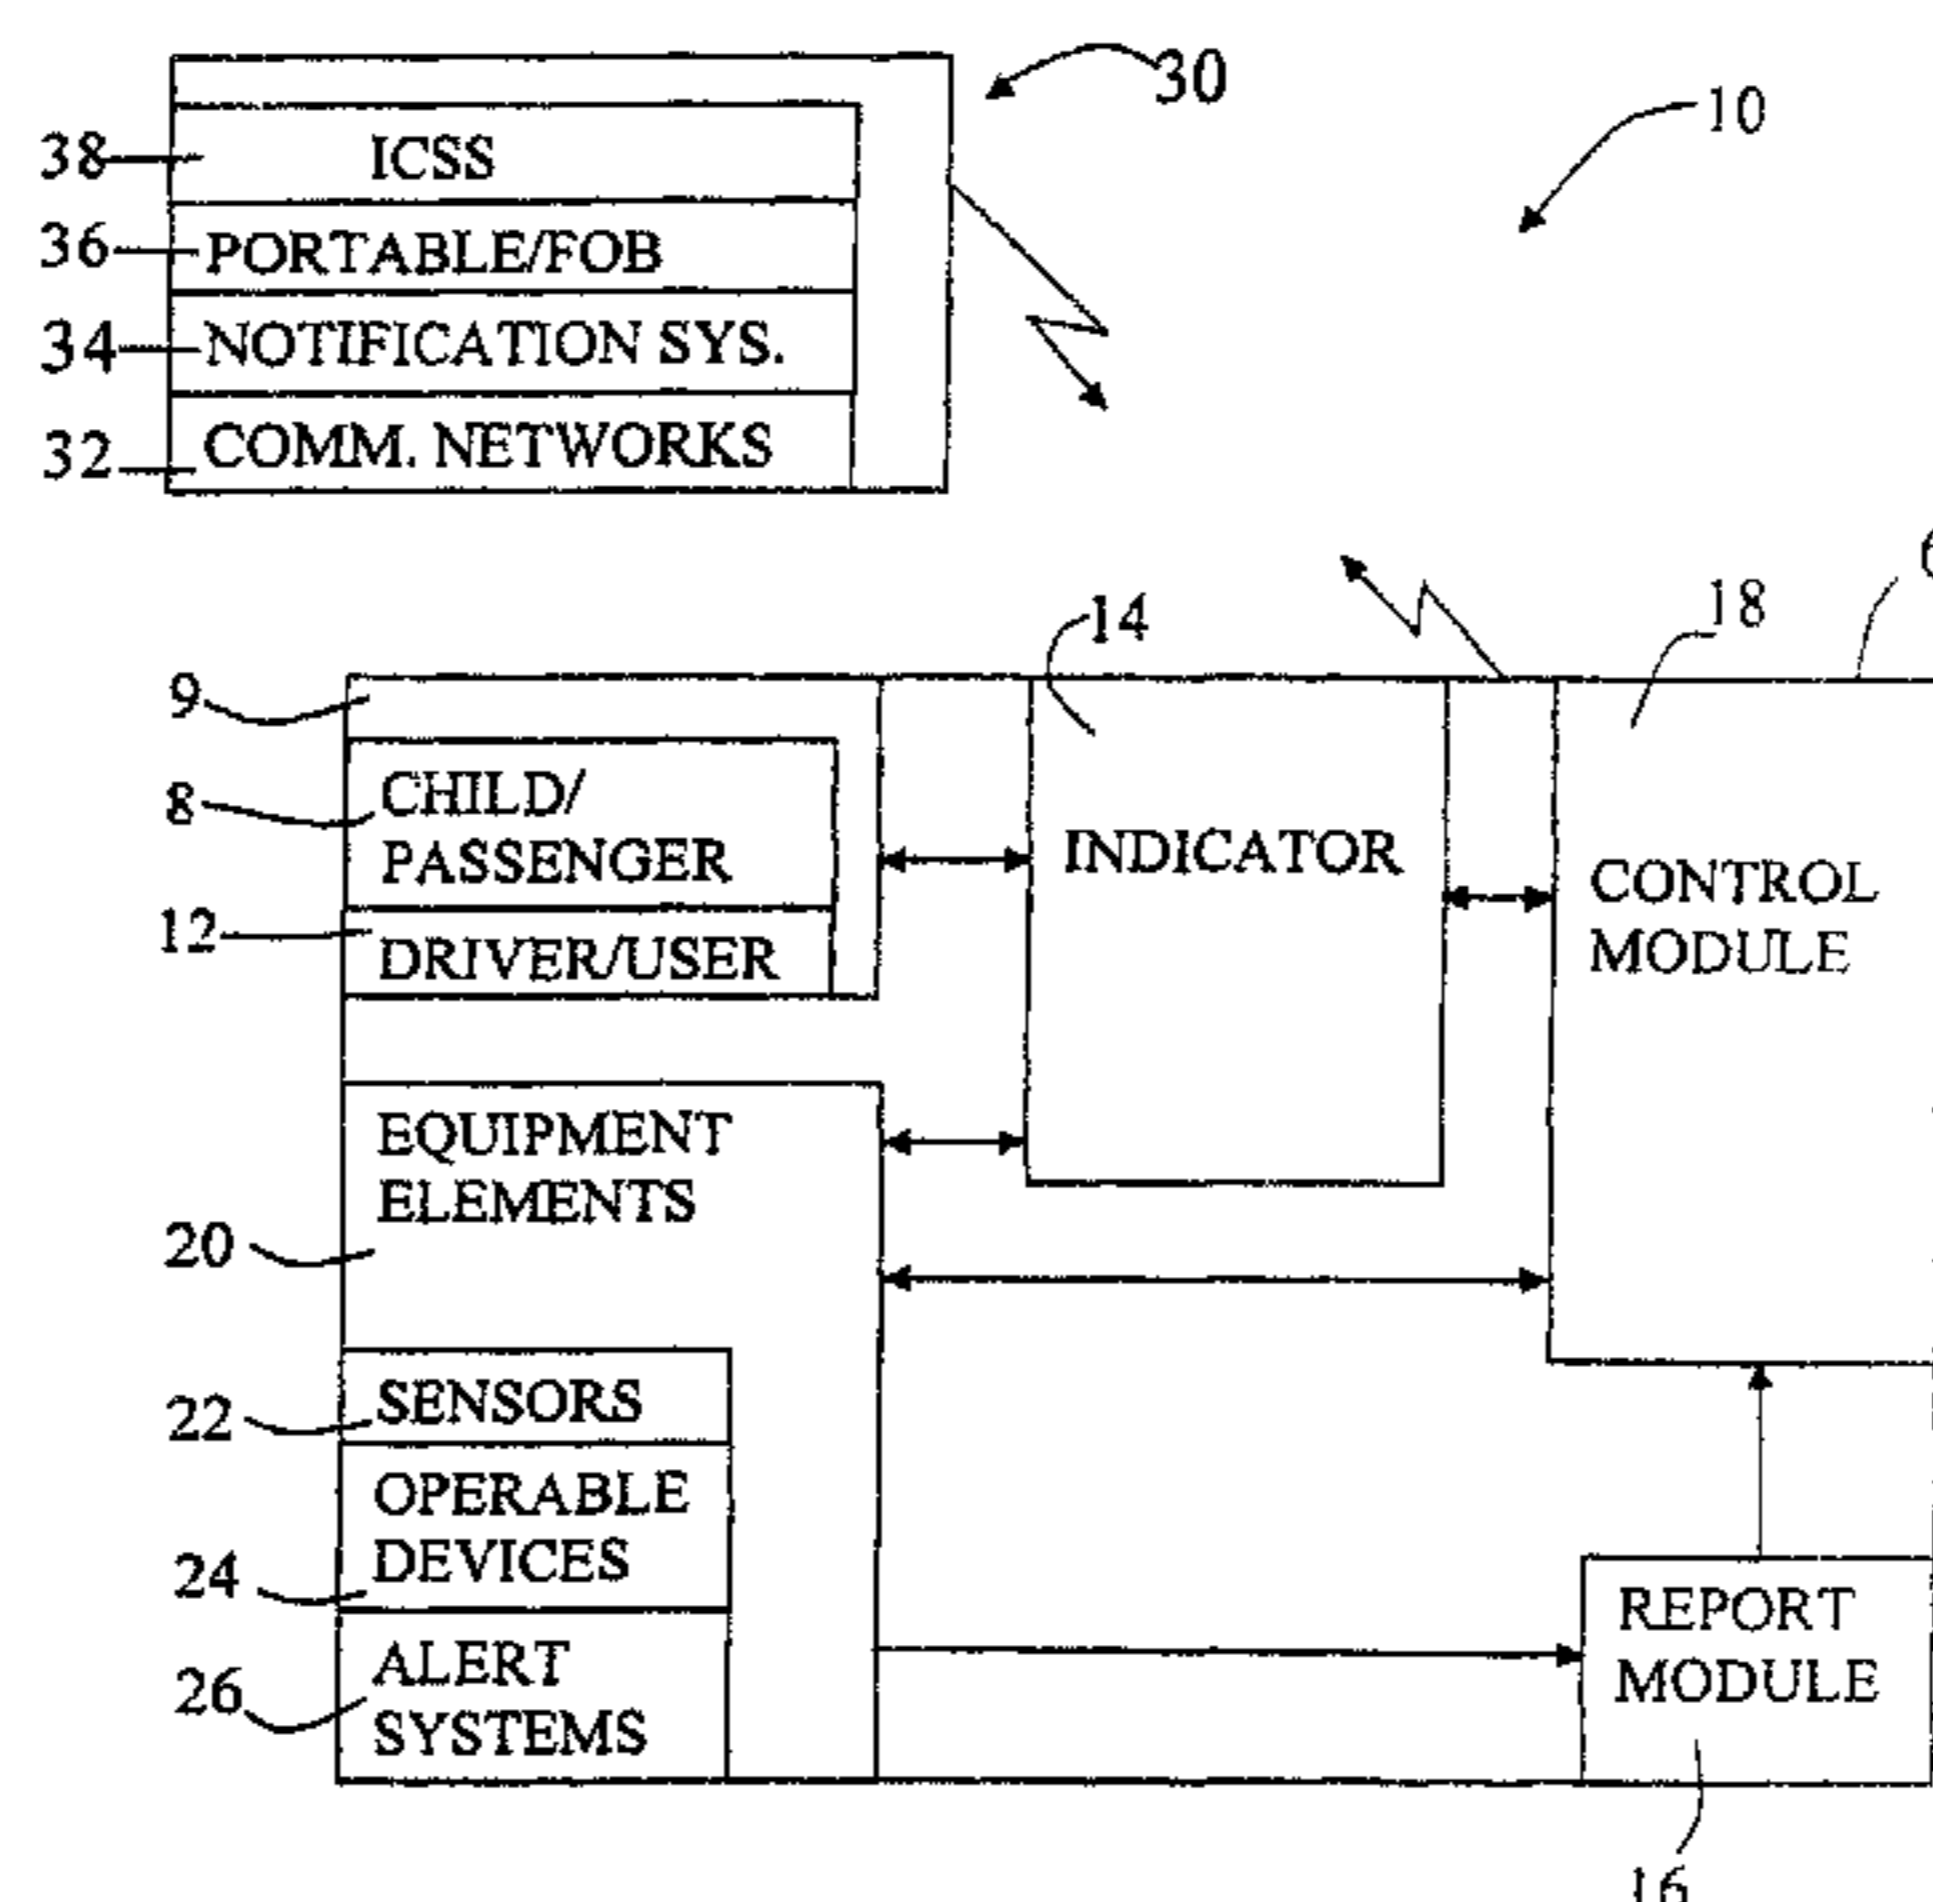 30
10
38 ICSS
36 PORTABLE/FOB
34 NOTIFICATION SYS.
32 COMM. NETWORKS
6
18
14
9
8 CHILD/
PASSENGER
12 DRIVER/USER
INDICATOR
CONTROL
MODULE
EQUIPMENT
ELEMENTS
20
22 SENSORS
OPERABLE
24 DEVICES
26 ALERT
SYSTEMS
REPORT
MODULE
16